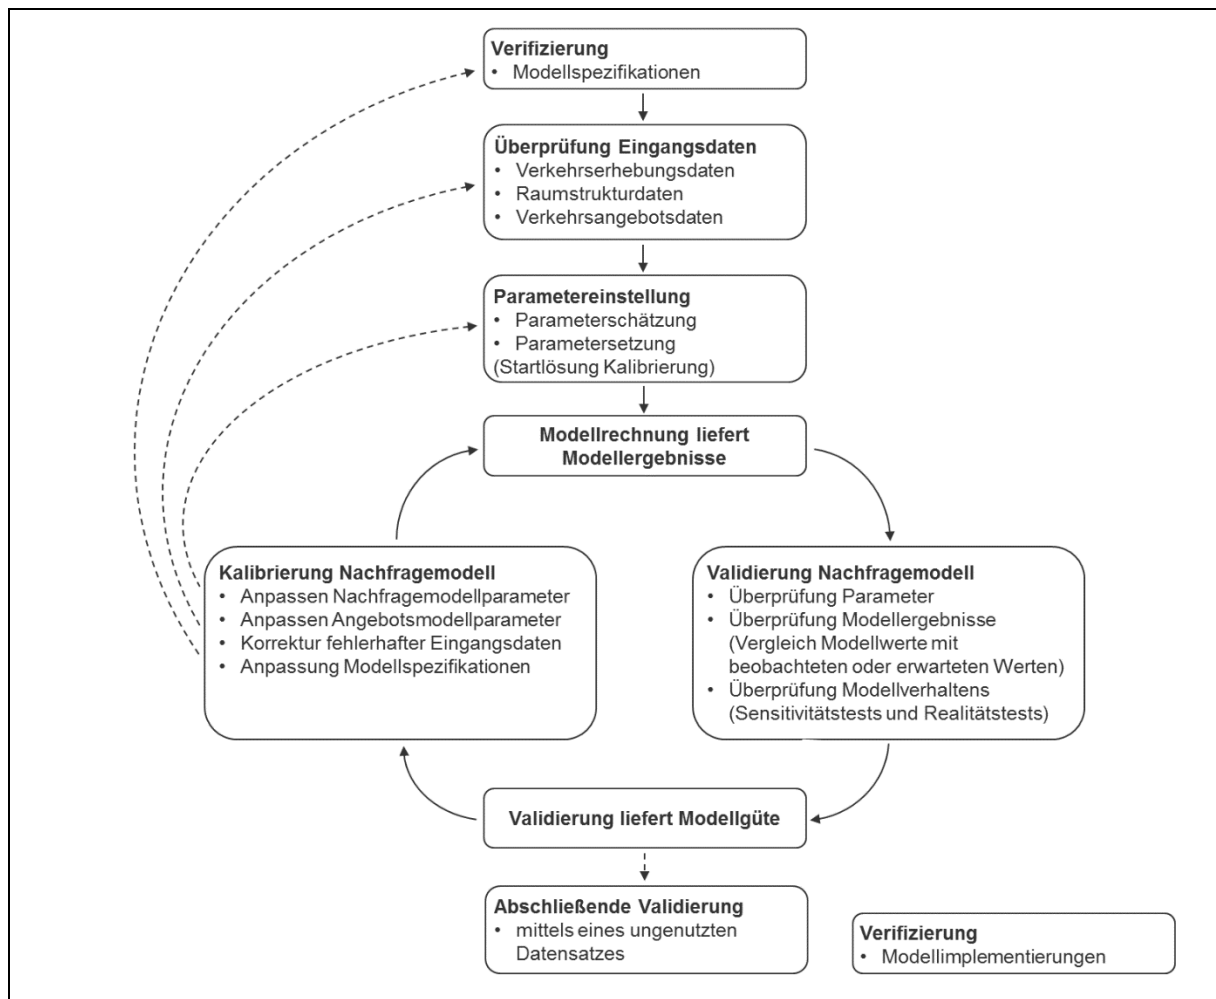 Verifizierung
• Modellspezifikationen
Überprüfung Eingangsdaten
• Verkehrserhebungsdaten
• Raumstrukturdaten
• Verkehrsangebotsdaten
Parametereinstellung
• Parameterschätzung
• Parametersetzung
(Startlösung Kalibrierung)
Modellrechnung liefert
Modellergebnisse
Kalibrierung Nachfragemodell
• Anpassen Nachfragemodellparameter
• Anpassen Angebotsmodellparameter
• Korrektur fehlerhafter Eingangsdaten
• Anpassung Modellspezifikationen
Validierung Nachfragemodell
• Überprüfung Parameter
• Überprüfung Modellergebnisse
(Vergleich Modellwerte mit
beobachteten oder erwarteten Werten)
• Überprüfung Modellverhaltens
(Sensitivitätstests und Realitätstests)
Validierung liefert Modellgüte
Abschließende Validierung
• mittels eines ungenutzten
Datensatzes
Verifizierung
• Modellimplementierungen